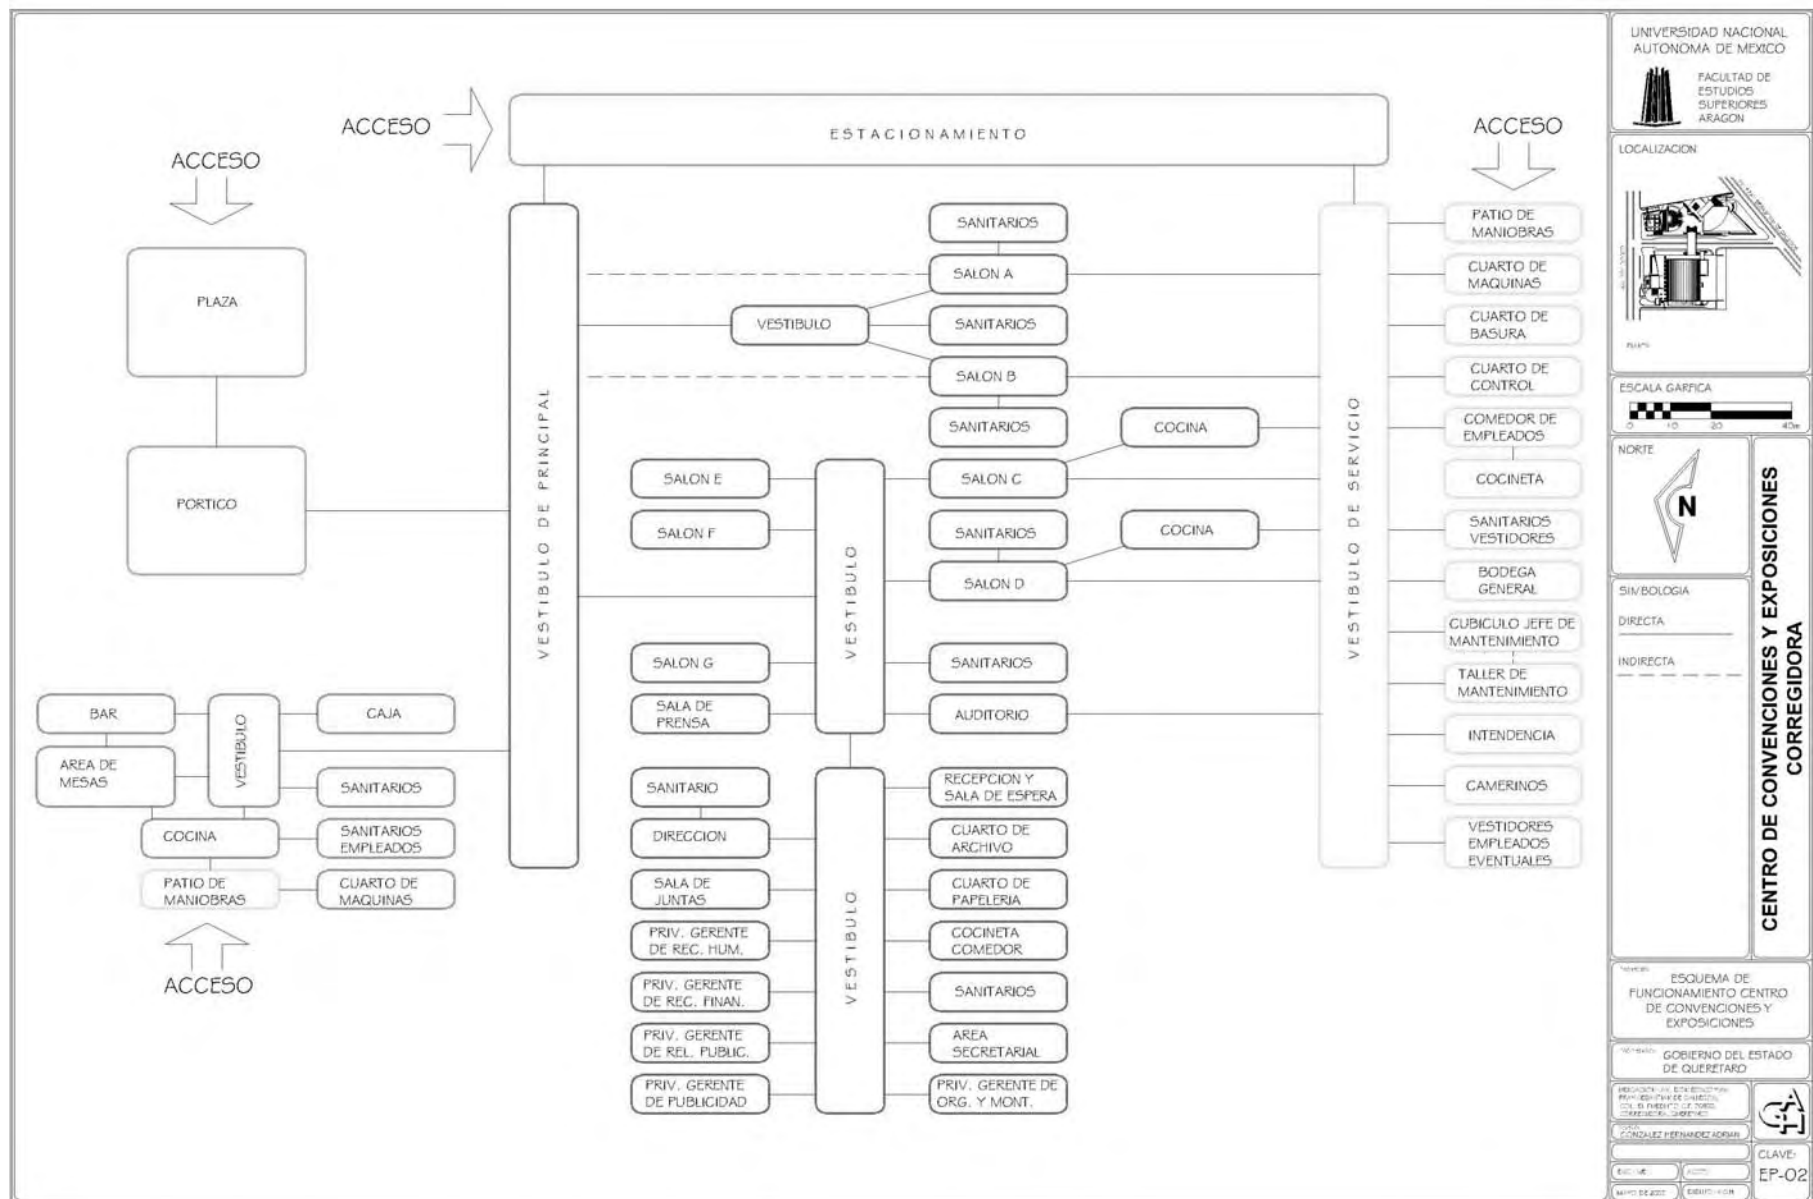 ACCESO
ESTACIONAMIENTO
ACCESO
ACCESO
PLAZA
PORTICO
VESTIBULO DE PRINCIPAL
SANITARIOS
SALON A
VESTIBULO
SANITARIOS
SALON B
SANITARIOS
COCINA
SALON E
SALON C
SALON F
SANITARIOS
COCINA
SALON D
VESTIBULO
SALON G
SANITARIOS
SALA DE
PRENSA
AUDITORIO
VESTIBULO DE SERVICIO
PATIO DE
MANIOBRAS
CUARTO DE
MAQUINAS
CUARTO DE
BASURA
CUARTO DE
CONTROL
COMEDOR DE
EMPLEADOS
COCINETA
SANITARIOS
VESTIDORES
BODEGA
GENERAL
CUBICULO JEFE DE
MANTENIMIENTO
TALLER DE
MANTENIMIENTO
INTENDENCIA
CAMERINOS
VESTIDORES
EMPLEADOS
EVENTUALES
BAR
VESTIBULO
CAJA
AREA DE
MESAS
SANITARIOS
COCINA
SANITARIOS
EMPLEADOS
PATIO DE
MANIOBRAS
CUARTO DE
MAQUINAS
ACCESO
SANITARIO
VESTIBULO
RECEPCION Y
SALA DE ESPERA
DIRECCION
CUARTO DE
ARCHIVO
SALA DE
JUNTAS
CUARTO DE
PAPELERIA
PRIV. GERENTE
DE REC. HUM.
COCINETA
COMEDOR
PRIV. GERENTE
DE REC. FINAN.
SANITARIOS
PRIV. GERENTE
DE REL. PUBLIC.
AREA
SECRETARIAL
PRIV. GERENTE
DE PUBLICIDAD
PRIV. GERENTE DE
ORG. Y MONT.
UNIVERSIDAD NACIONAL
AUTONOMA DE MEXICO
FACULTAD DE
ESTUDIOS
SUPERIORES
ARAGON
LOCALIZACION
ESCALA GARFICA
0 10 20 40m
NORTE
N
SIMBOLOGIA
DIRECTA
INDIRECTA
CENTRO DE CONVENCIONES Y EXPOSICIONES
CORREGIDORA
ESQUEMA DE
FUNCIONAMIENTO CENTRO
DE CONVENCIONES Y
EXPOSICIONES
GOBIERNO DEL ESTADO
DE QUERETARO
GONZALEZ HERNANDEZ ADRIAN
CLAVE:
EP-02